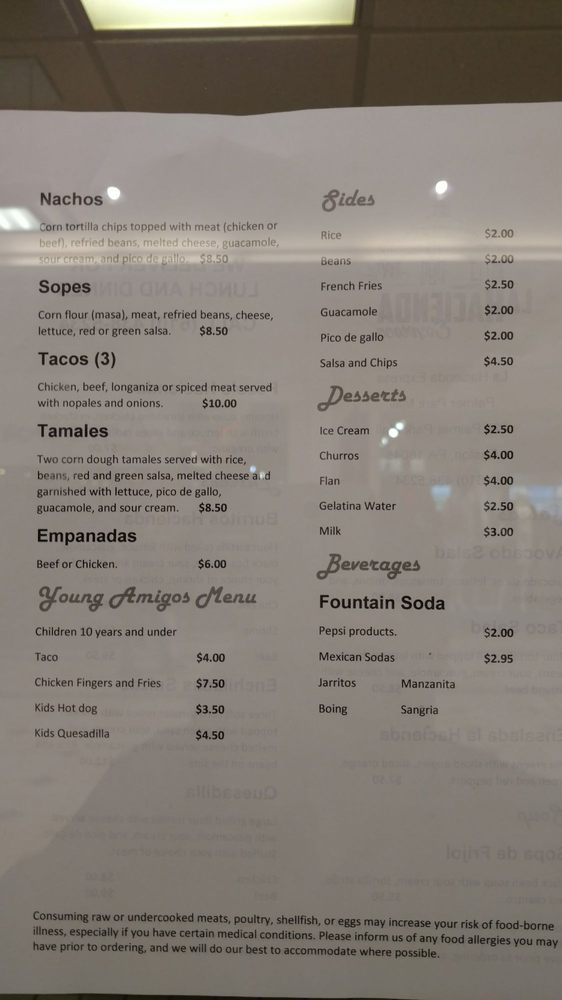 Nachos
Corn tortilla chips topped with meat (chicken or
beef), refried beans, melted cheese, guacamole,
sour cream, and pico de gallo. $8.50
Sopes
Corn flour (masa), meat, refried beans, cheese,
lettuce, red or green salsa. $8.50
Tacos (3)
Chicken, beef, longaniza or spiced meat served
with nopales and onions. $10.00
Tamales
Two corn dough tamales served with rice,
beans, red and green salsa, melted cheese and
garnished with lettuce, pico de gallo,
guacamole, and sour cream. $8.50
Empanadas
Beef or Chicken. $6.00
Young Amigos Menu
Children 10 years and under
Taco $4.00
Chicken Fingers and Fries $7.50
Kids Hot dog $3.50
Kids Quesadilla $4.50
Sides
Rice $2.00
Beans $2.00
French Fries $2.50
Guacamole $2.00
Pico de gallo $2.00
Salsa and Chips $4.50
Desserts
Ice Cream $2.50
Churros $4.00
Flan $4.00
Gelatina Water $2.50
Milk $3.00
Beverages
Fountain Soda
Pepsi products. $2.00
Mexican Sodas $2.95
Jarritos Manzanita
Boing Sangria
Consuming raw or undercooked meats, poultry, shellfish, or eggs may increase your risk of food-borne
illness, especially if you have certain medical conditions. Please inform us of any food allergies you may
have prior to ordering, and we will do our best to accommodate where possible.